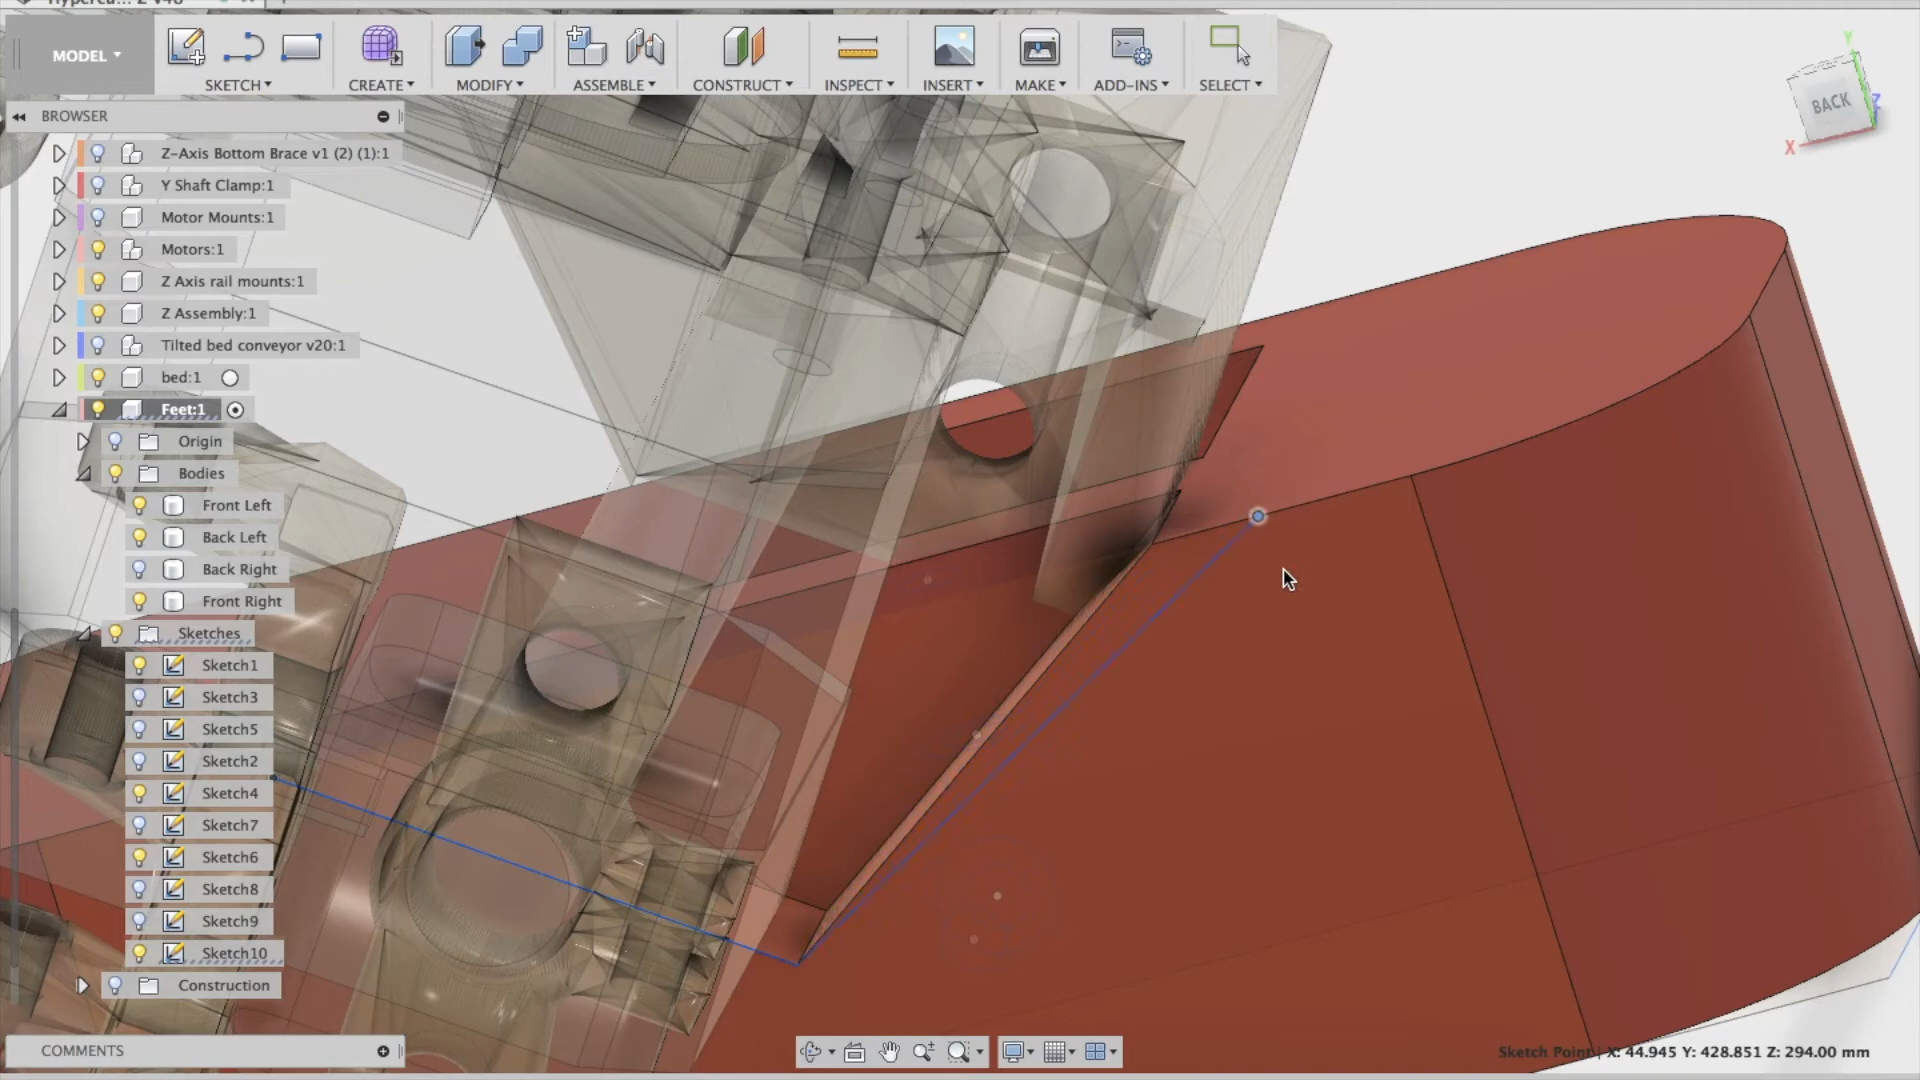 MODEL
SKETCH
CREATE
MODIFY
ASSEMBLE
CONSTRUCT
INSPECT
INSERT
MAKE
ADD-INS
SELECT
BACK
Y
Z
X
BROWSER
Z-Axis Bottom Brace v1 (2) (1):1
Y Shaft Clamp:1
Motor Mounts:1
Motors:1
Z Axis rail mounts:1
Z Assembly:1
Tilted bed conveyor v20:1
bed:1
Feet:1
Origin
Bodies
Front Left
Back Left
Back Right
Front Right
Sketches
Sketch1
Sketch3
Sketch5
Sketch2
Sketch4
Sketch7
Sketch6
Sketch8
Sketch9
Sketch10
Construction
COMMENTS
Sketch Point | X: 44.945 Y: 428.851 Z: 294.00 mm